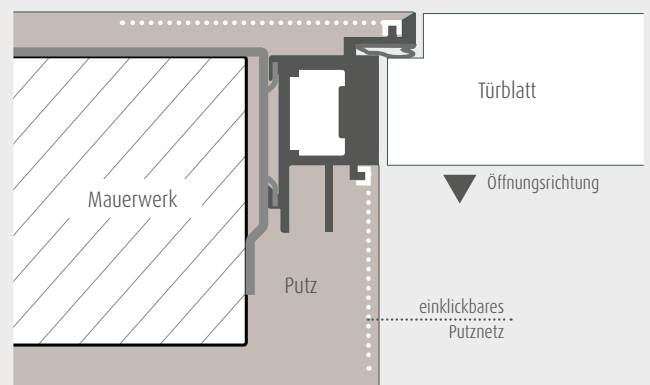 Türblatt
Öffnungsrichtung
Mauerwerk
Putz
einklickbares
Putznetz